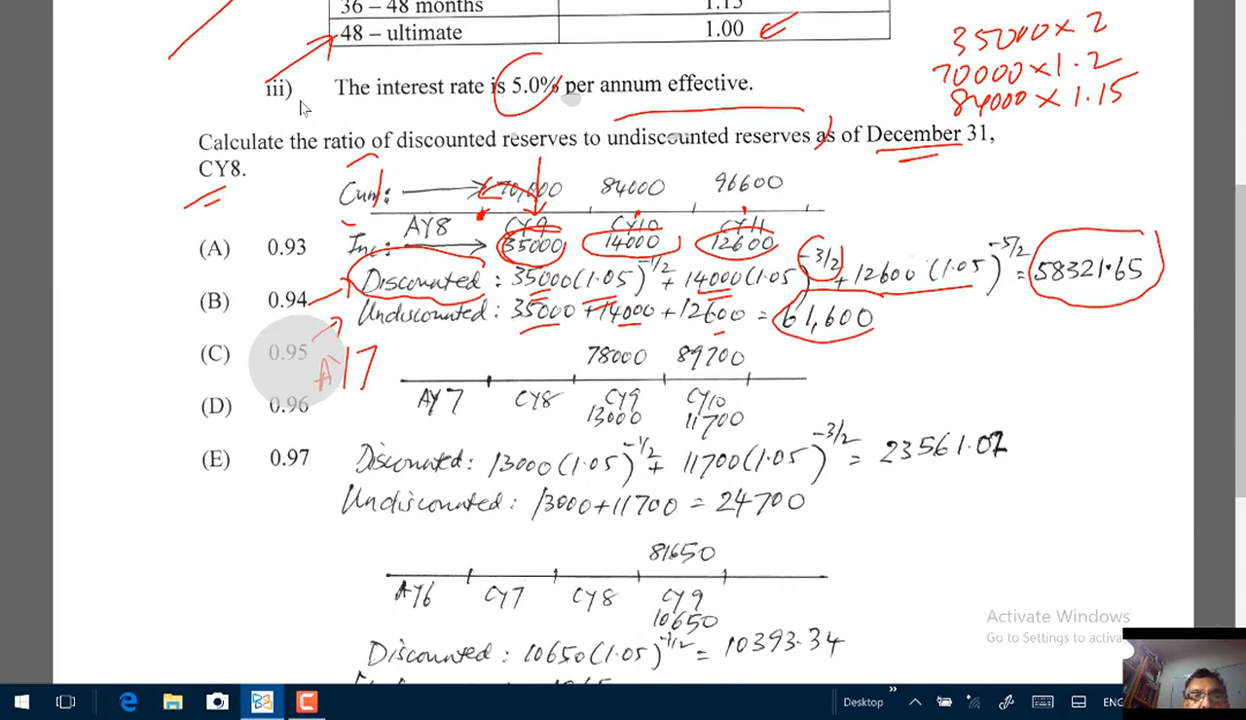 36 – 48 months 1.15
48 – ultimate 1.00
35000 x 2
70000 x 1.2
84000 x 1.15
iii) The interest rate is 5.0% per annum effective.
Calculate the ratio of discounted reserves to undiscounted reserves as of December 31,
CY8.
Cum: 70,000 84000 96600
AY8 CY9 CY10 CY11
Inc: 35000 14000 12600
(A) 0.93
Discounted : 35000(1.05)^-1/2 + 14000(1.05)^-3/2 + 12600(1.05)^-5/2 = 58321.65
(B) 0.94
Undiscounted : 35000 + 14000 + 12600 = 61,600
(C) 0.95
AY7
78000 89700
AY7 CY8 CY9 CY10
13000 11700
(D) 0.96
(E) 0.97
Discounted: 13000(1.05)^-1/2 + 11700(1.05)^-3/2 = 23561.02
Undiscounted : 13000+11700 = 24700
81650
AY6 CY7 CY8 CY9
10650
Discounted : 10650(1.05)^-1/2 = 10393.34
Activate Windows
Go to Settings to activa
Desktop
ENG